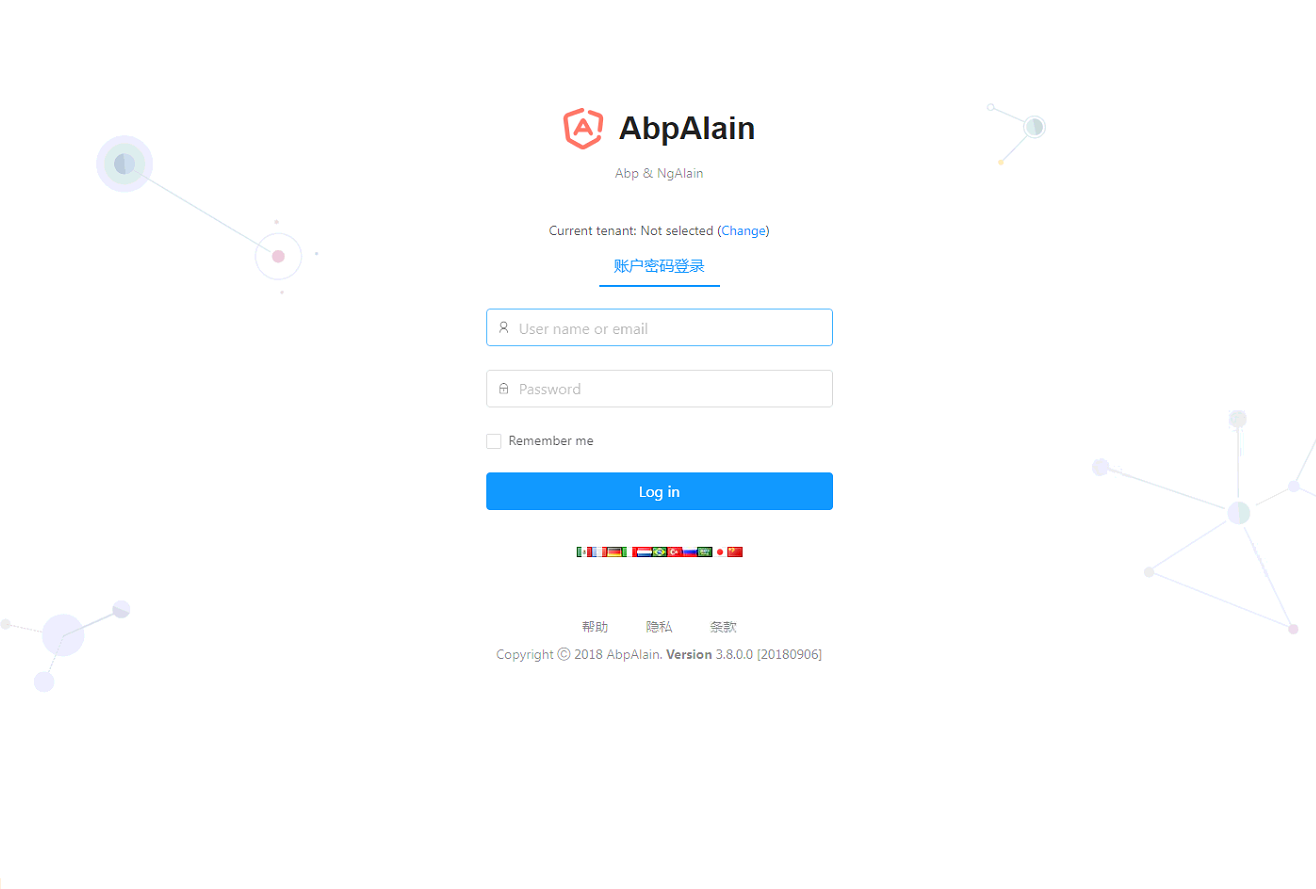 AbpAlain
Abp & NgAlain
Current tenant: Not selected (Change)
账户密码登录
User name or email
Password
Remember me
Log in
帮助 隐私 条款
Copyright © 2018 AbpAlain. Version 3.8.0.0 [20180906]